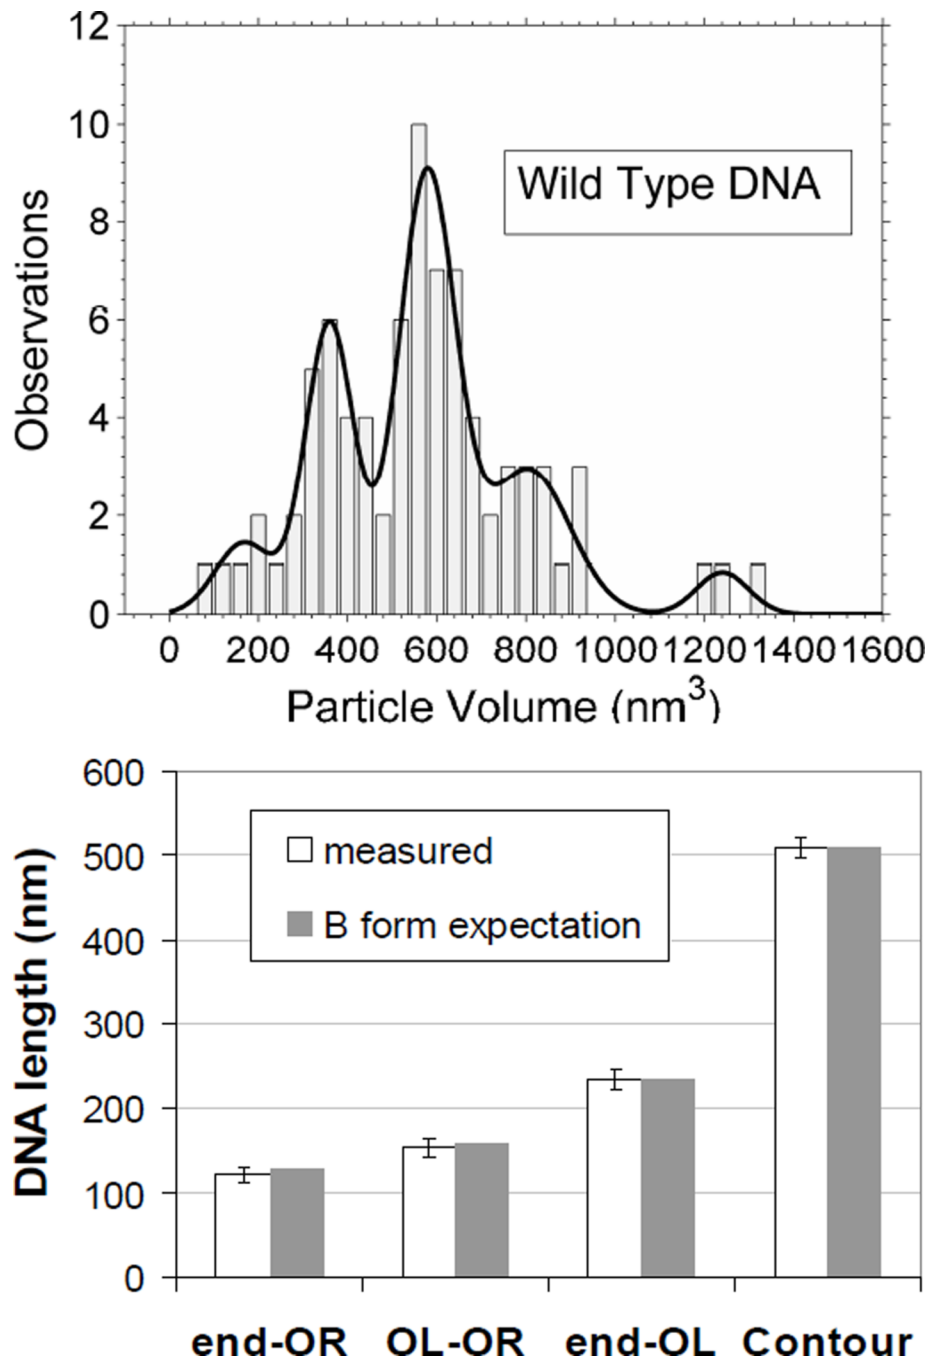 12
10
8
6
4
2
0
Observations
Wild Type DNA
0 200 400 600 800 1000 1200 1400 1600
Particle Volume (nm³)
600
500
400
300
200
100
0
DNA length (nm)
measured
B form expectation
end-OR OL-OR end-OL Contour